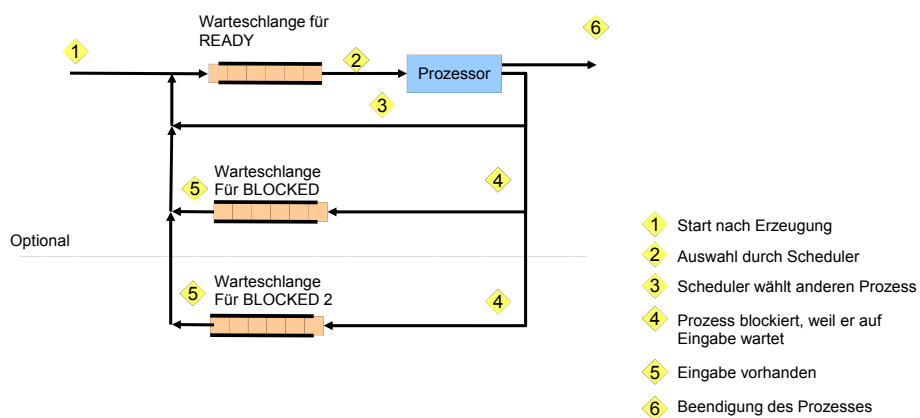 Warteschlange für
READY
1
2
Prozessor
6
3
Warteschlange
Für BLOCKED
5
4
Optional
Warteschlange
Für BLOCKED 2
5
4
1 Start nach Erzeugung
2 Auswahl durch Scheduler
3 Scheduler wählt anderen Prozess
4 Prozess blockiert, weil er auf
Eingabe wartet
5 Eingabe vorhanden
6 Beendigung des Prozesses